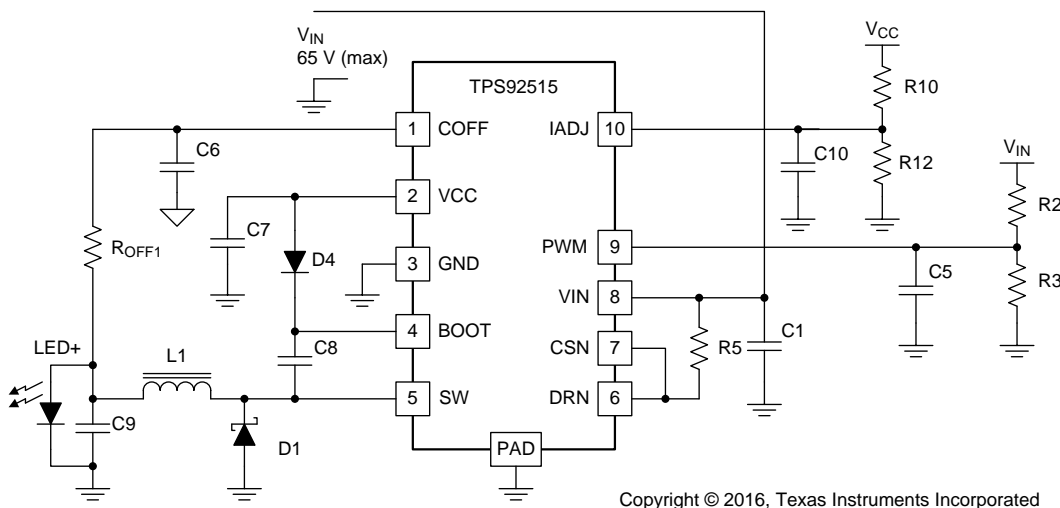 V_IN
65 V (max)
TPS92515
V_CC
R10
1 COFF
IADJ 10
C6
C10
R12
V_IN
2 VCC
R2
C7
R_OFF1
D4
3 GND
PWM 9
C5
R3
VIN 8
4 BOOT
LED+
L1
C8
CSN 7
R5
C1
C9
5 SW
DRN 6
D1
PAD
Copyright © 2016, Texas Instruments Incorporated